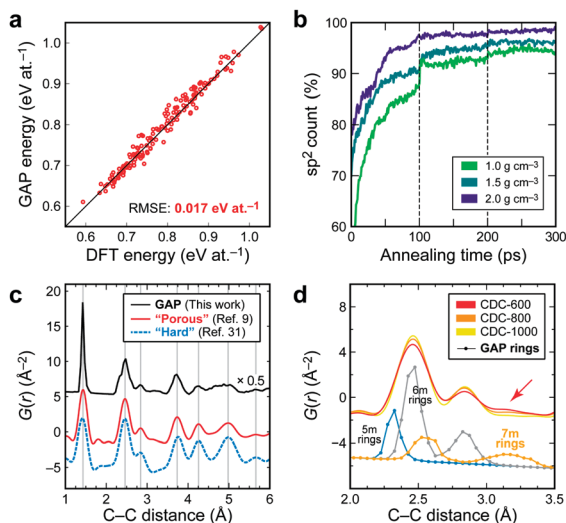 a
GAP energy (eV at.⁻¹)
1.0
0.9
0.8
0.7
0.6
RMSE: 0.017 eV at.⁻¹
0.6 0.7 0.8 0.9 1.0
DFT energy (eV at.⁻¹)
b
sp² count (%)
100
90
80
70
60
1.0 g cm⁻³
1.5 g cm⁻³
2.0 g cm⁻³
0 100 200 300
Annealing time (ps)
c
G(r) (Å⁻²)
20
15
10
5
0
−5
GAP (This work)
"Porous" (Ref. 9)
"Hard" (Ref. 31)
× 0.5
1 2 3 4 5 6
C–C distance (Å)
d
G(r) (Å⁻²)
8
4
0
−4
CDC-600
CDC-800
CDC-1000
GAP rings
6m
rings
5m
rings
7m
rings
2.0 2.5 3.0 3.5
C–C distance (Å)